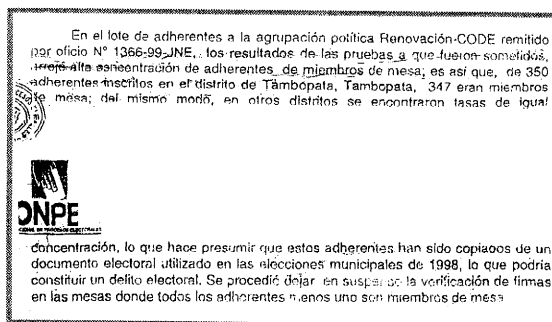 En el lote de adherentes a la agrupación política Renovación-CODE remitido
por oficio N° 1366-99-JNE, los resultados de las pruebas a que fueron sometidos,
arrojó alta concentración de adherentes de miembros de mesa; es así que, de 350
adherentes inscritos en el distrito de Tambopata, Tambopata, 347 eran miembros
de mesa; del mismo modo, en otros distritos se encontraron tasas de igual
ONPE
concentración, lo que hace presumir que estos adherentes han sido copiados de un
documento electoral utilizado en las elecciones municipales de 1998, lo que podría
constituir un delito electoral. Se procedió dejar en suspenso la verificación de firmas
en las mesas donde todos los adherentes menos uno son miembros de mesa